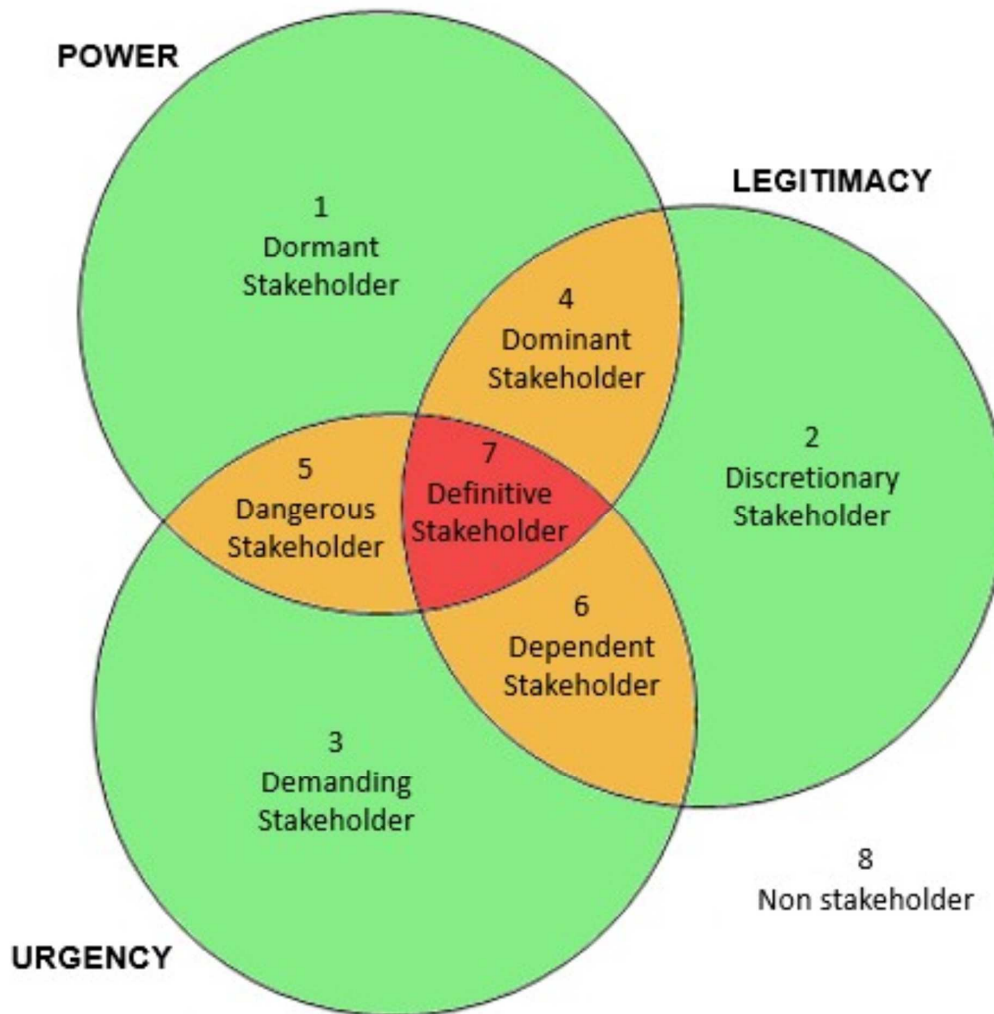 POWER
LEGITIMACY
1
Dormant
Stakeholder
4
Dominant
Stakeholder
2
Discretionary
Stakeholder
5
Dangerous
Stakeholder
7
Definitive
Stakeholder
6
Dependent
Stakeholder
3
Demanding
Stakeholder
8
Non stakeholder
URGENCY